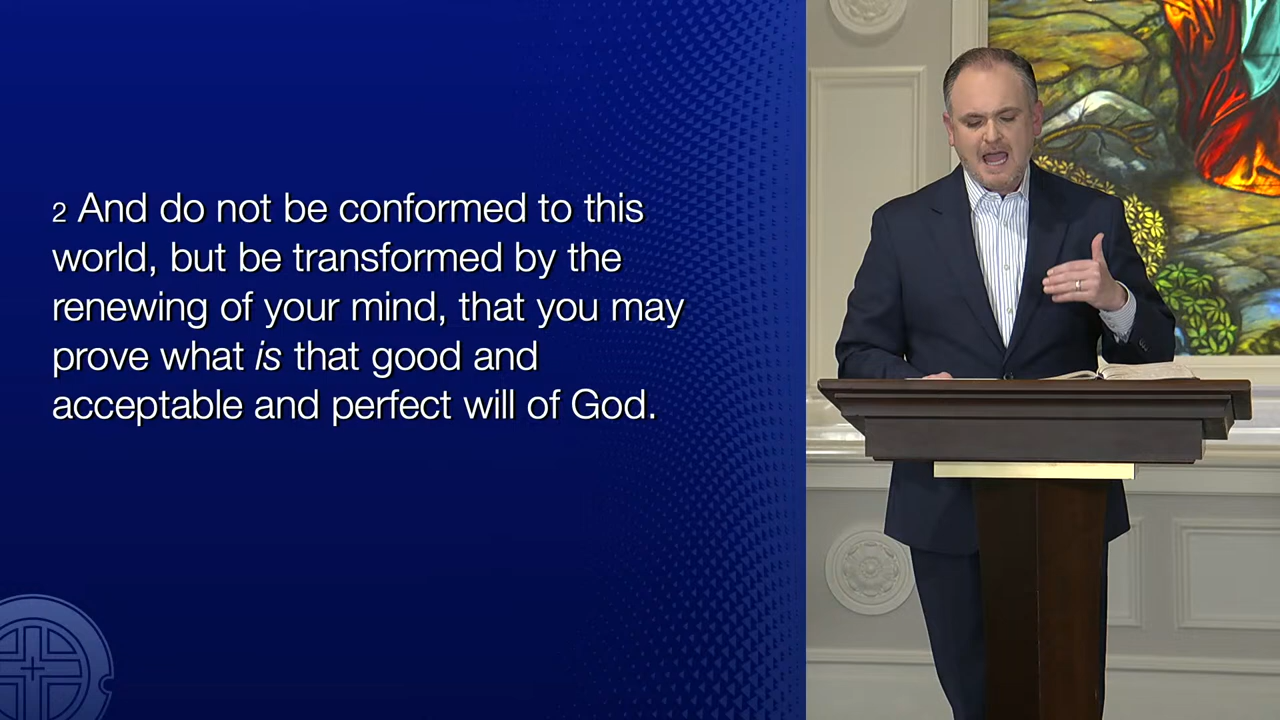 2 And do not be conformed to this
world, but be transformed by the
renewing of your mind, that you may
prove what is that good and
acceptable and perfect will of God.